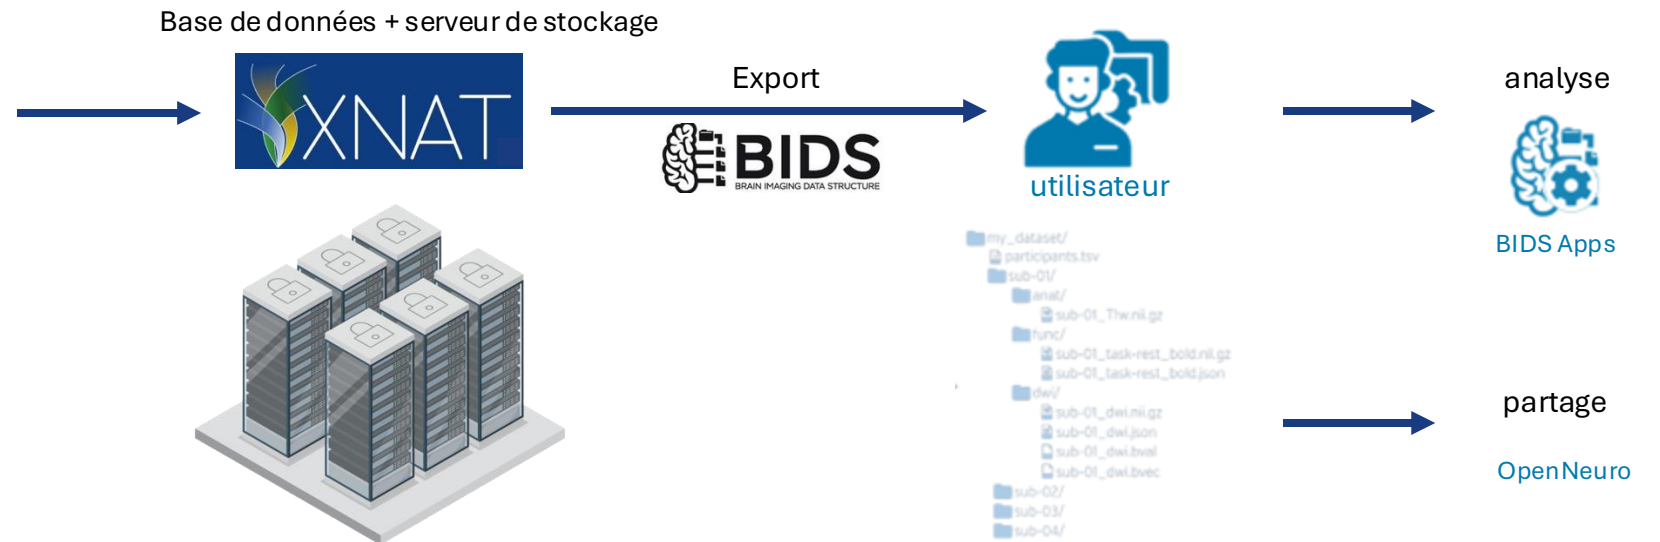 Base de données + serveur de stockage
XNAT
Export
BIDS
BRAIN IMAGING DATA STRUCTURE
utilisateur
my_dataset/
participants.tsv
sub-01/
anat/
sub-01_T1w.nii.gz
func/
sub-01_task-rest_bold.nii.gz
sub-01_task-rest_bold.json
dwi/
sub-01_dwi.nii.gz
sub-01_dwi.json
sub-01_dwi.bval
sub-01_dwi.bvec
sub-02/
sub-03/
sub-04/
analyse
BIDS Apps
partage
OpenNeuro